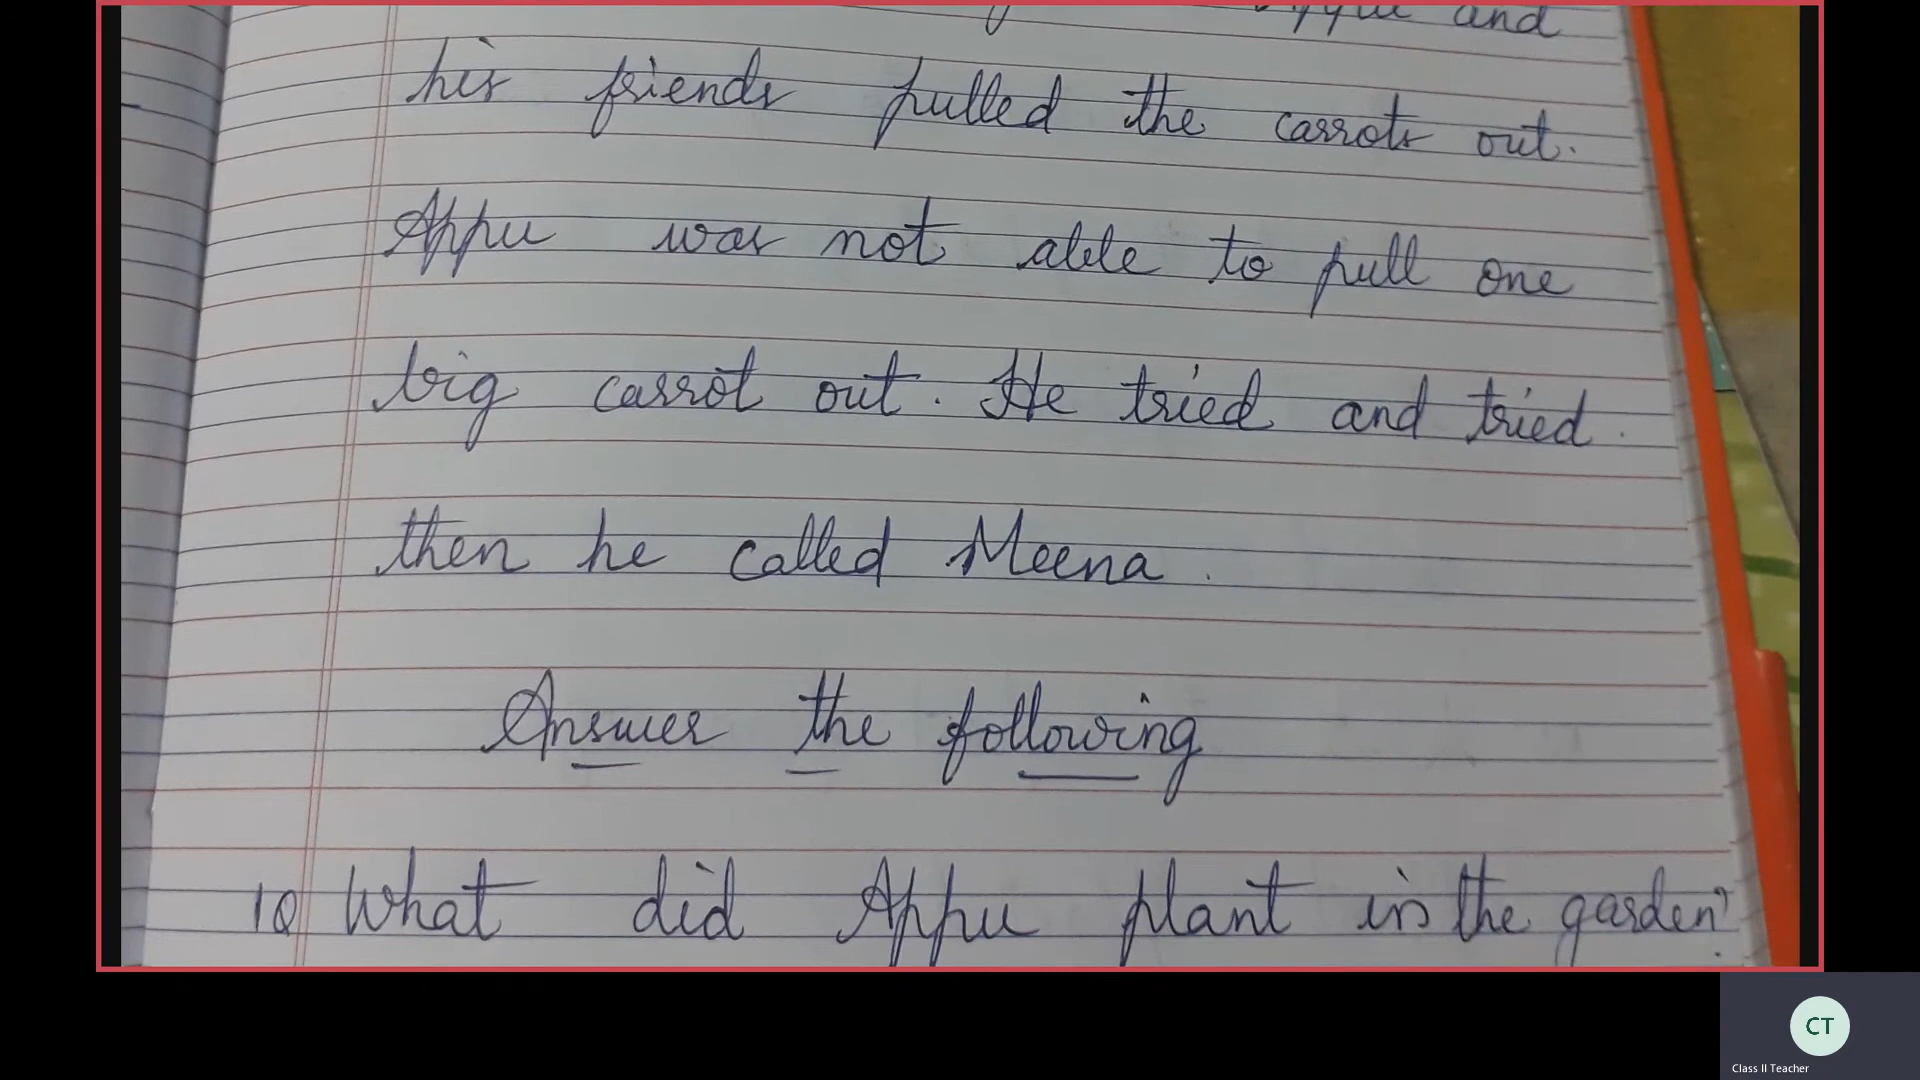 and
his friends pulled the carrots out.
Appu was not able to pull one
big carrot out. He tried and tried.
then he called Meena.
Answer the following
1Q What did Appu plant in the garden?
CT
Class II Teacher